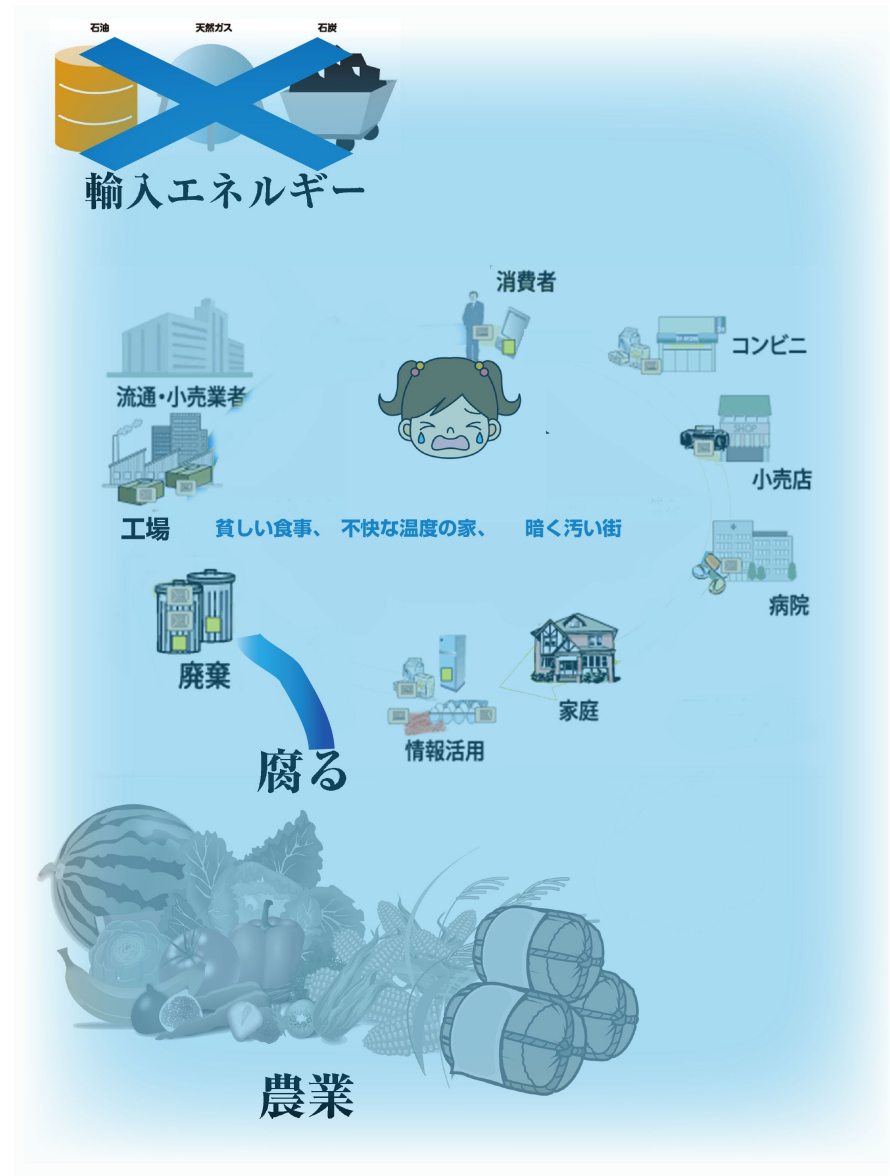 石油 天然ガス 石炭
輸入エネルギー
消費者
コンビニ
流通・小売業者
SHOP
小売店
工場
貧しい食事、 不快な温度の家、 暗く汚い街
病院
廃棄
家庭
情報活用
腐る
農業